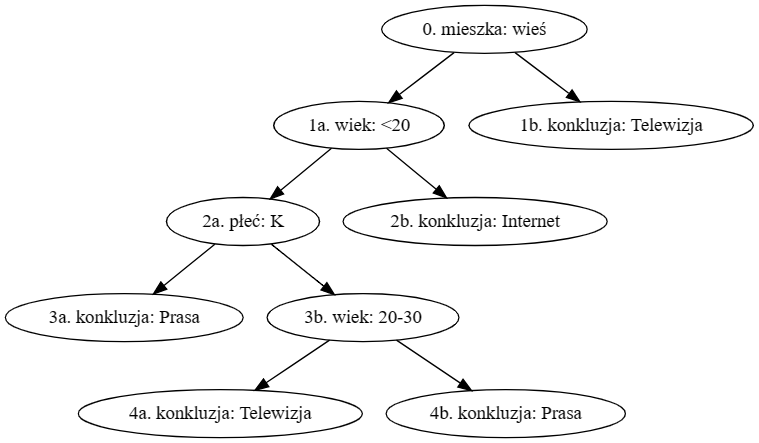 0. mieszka: wieś
1a. wiek: <20
1b. konkluzja: Telewizja
2a. płeć: K
2b. konkluzja: Internet
3a. konkluzja: Prasa
3b. wiek: 20-30
4a. konkluzja: Telewizja
4b. konkluzja: Prasa